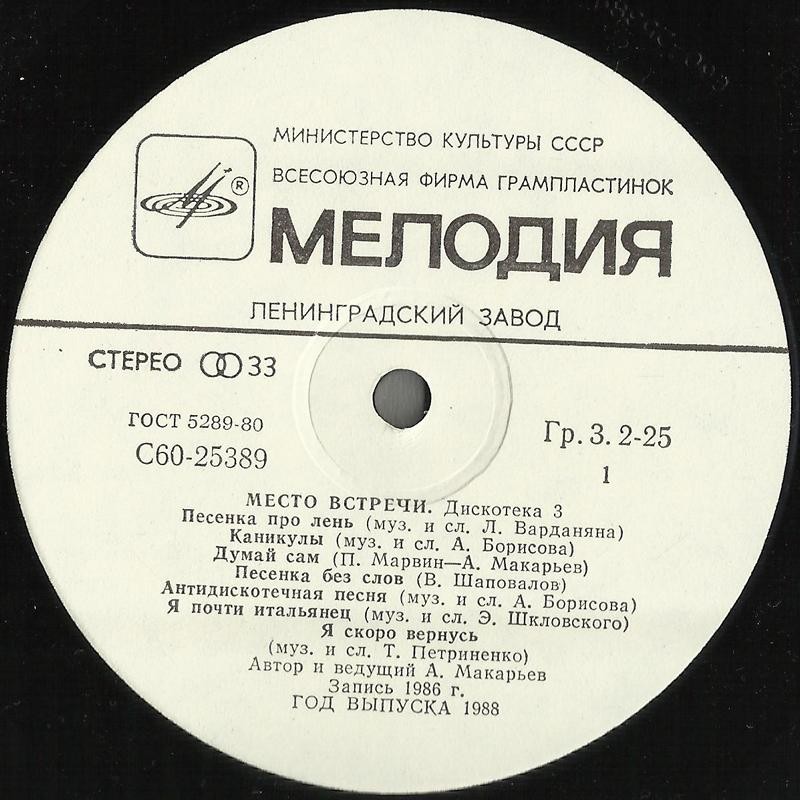 МИНИСТЕРСТВО КУЛЬТУРЫ СССР
ВСЕСОЮЗНАЯ ФИРМА ГРАМПЛАСТИНОК
®
МЕЛОДИЯ
ЛЕНИНГРАДСКИЙ ЗАВОД
СТЕРЕО 33
ГОСТ 5289-80
С60-25389
Гр. 3. 2-25
1
МЕСТО ВСТРЕЧИ. Дискотека 3
Песенка про лень (муз. и сл. Л. Варданяна)
Каникулы (муз. и сл. А. Борисова)
Думай сам (П. Марвин—А. Макарьев)
Песенка без слов (В. Шаповалов)
Антидискотечная песня (муз. и сл. А. Борисова)
Я почти итальянец (муз. и сл. Э. Шкловского)
Я скоро вернусь
(муз. и сл. Т. Петриненко)
Автор и ведущий А. Макарьев
Запись 1986 г.
ГОД ВЫПУСКА 1988